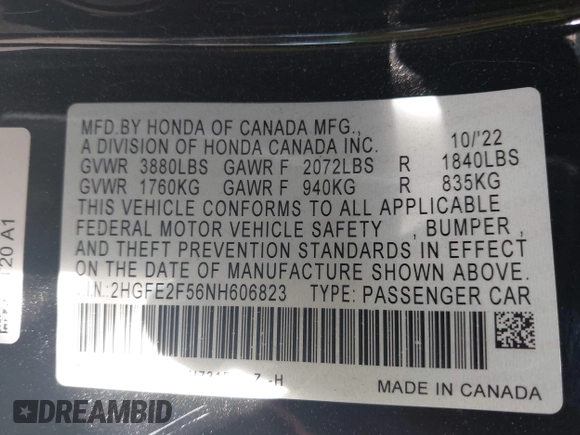 MFD.BY HONDA OF CANADA MFG.,
A DIVISION OF HONDA CANADA INC. 10/'22
GVWR 3880LBS GAWR F 2072LBS R 1840LBS
GVWR 1760KG GAWR F 940KG R 835KG
THIS VEHICLE CONFORMS TO ALL APPLICABLE
FEDERAL MOTOR VEHICLE SAFETY , BUMPER ,
AND THEFT PREVENTION STANDARDS IN EFFECT
ON THE DATE OF MANUFACTURE SHOWN ABOVE.
2HGFE2F56NH606823 TYPE: PASSENGER CAR
MADE IN CANADA
A1
DREAMBID